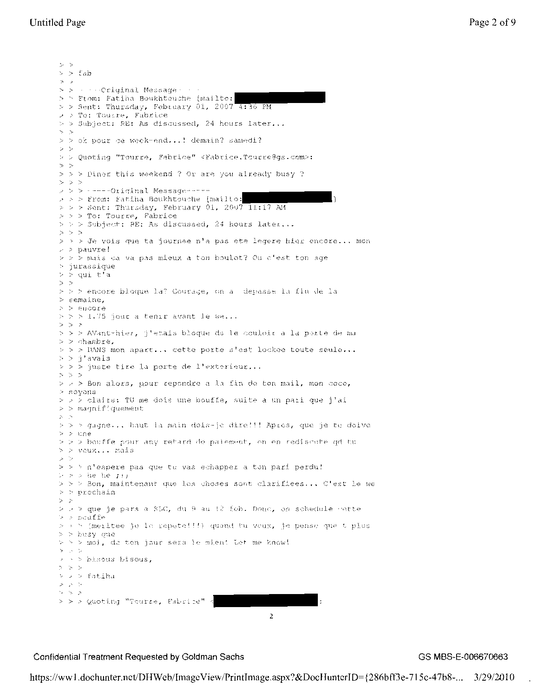 Untitled Page
Page 2 of 9
> >
> > fab
> >
> > -----Original Message-----
> > From: Fatiha Boukhtouche [mailto:
> > Sent: Thursday, February 01, 2007 4:36 PM
> > To: Tourre, Fabrice
> > Subject: RE: As discussed, 24 hours later...
> >
> > ok pour ce week-end...! demain? samedi?
> >
> > Quoting "Tourre, Fabrice" <Fabrice.Tourre@gs.com>:
> >
> > > Diner this weekend ? Or are you already busy ?
> > >
> > > -----Original Message-----
> > > From: Fatiha Boukhtouche [mailto:
> > > Sent: Thursday, February 01, 2007 11:17 AM
> > > To: Tourre, Fabrice
> > > Subject: RE: As discussed, 24 hours later...
> > >
> > > Je vois que ta journee n'a pas ete legere hier encore... mon
> > pauvre!
> > > mais ca va pas mieux a ton boulot? Ou c'est ton age
> jurassique
> > qui t'a
> >
> > > encore bloque la? Courage, on a depasse la fin de la
> semaine,
> > encore
> > > 1.75 jour a tenir avant le we...
> > >
> > > AVant-hier, j'etais bloque ds le couloir a la porte de ma
> > chambre,
> > > DANS mon apart... cette porte s'est lockee toute seule...
> > j'avais
> > > juste tire la porte de l'exterieur...
> > >
> > > Bon alors, pour repondre a la fin de ton mail, mon coco,
> > soyons
> > > clairs: TU me dois une bouffe, suite a un pari que j'ai
> > magnifiquement
> >
> > > gagne... haut la main dois-je dire!!! Apres, que je te doive
> > une
> > > bouffe pour any retard de paiement, on en rediscute qd tu
> > veux... mais
> >
> > > n'espere pas que tu vas echapper a ton pari perdu!
> > > he he ;);
> > > Bon, maintenant que les choses sont clarifiees... C'est le we
> > prochain
> >
> > > que je pars a SLC, du 9 au 12 feb. Donc, on schedule cette
> > bouffe
> > > (meritee je le repete!!!) quand tu veux, je pense que t plus
> > busy que
> > > moi, dc ton jour sera le mien! Let me know!
> > >
> > > bisous bisous,
> > >
> > > fatiha
> > >
> > >
> > > Quoting "Tourre, Fabrice" <
2
Confidential Treatment Requested by Goldman Sachs
GS MBS-E-006670663
https://ww1.dochunter.net/DHWeb/ImageView/PrintImage.aspx?&DocHunterID={286bff3e-715c-47b8-...
3/29/2010